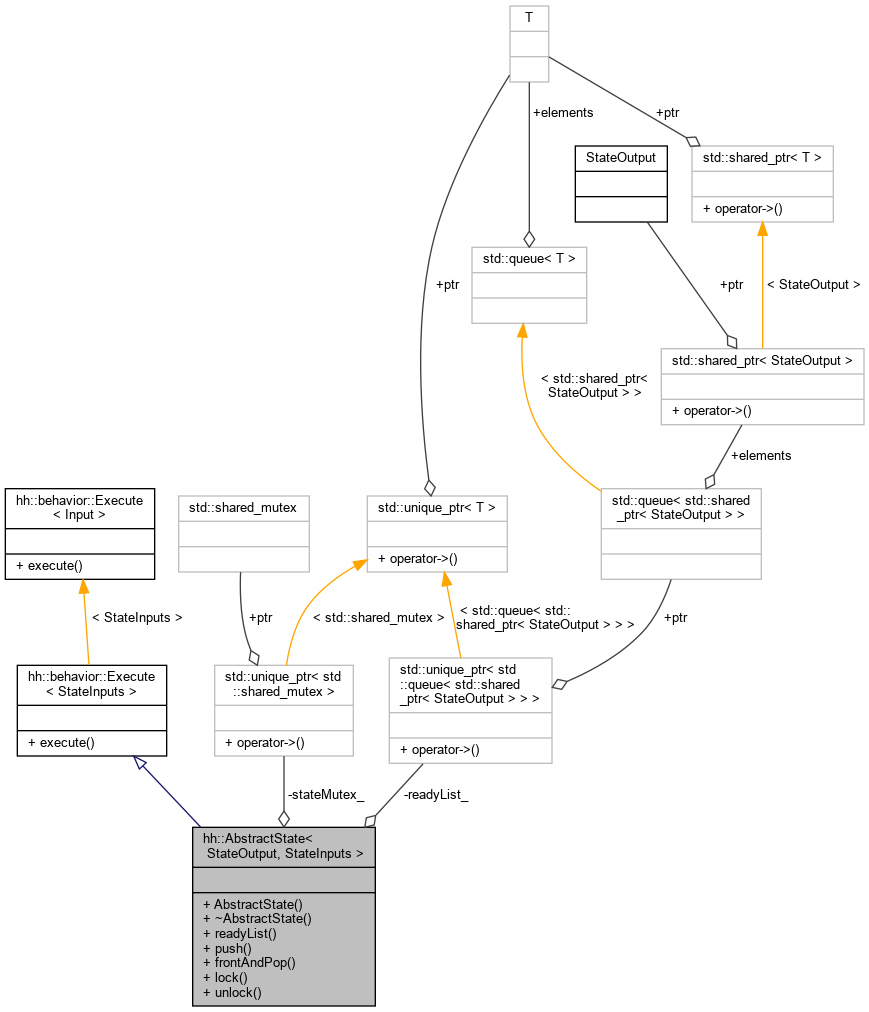 T
+elements
+ptr
StateOutput
std::shared_ptr< T >
+ operator->()
std::queue< T >
+ptr
+ptr
< StateOutput >
std::shared_ptr< StateOutput >
+ operator->()
< std::shared_ptr<
StateOutput > >
+elements
hh::behavior::Execute
< Input >
+ execute()
std::shared_mutex
std::unique_ptr< T >
+ operator->()
std::queue< std::shared
_ptr< StateOutput > >
< StateInputs >
+ptr
< std::shared_mutex >
< std::queue< std::
shared_ptr< StateOutput > > >
+ptr
hh::behavior::Execute
< StateInputs >
+ execute()
std::unique_ptr< std
::shared_mutex >
+ operator->()
std::unique_ptr< std
::queue< std::shared
_ptr< StateOutput > > >
+ operator->()
-stateMutex_
-readyList_
hh::AbstractState<
StateOutput, StateInputs >
+ AbstractState()
+ ~AbstractState()
+ readyList()
+ push()
+ frontAndPop()
+ lock()
+ unlock()